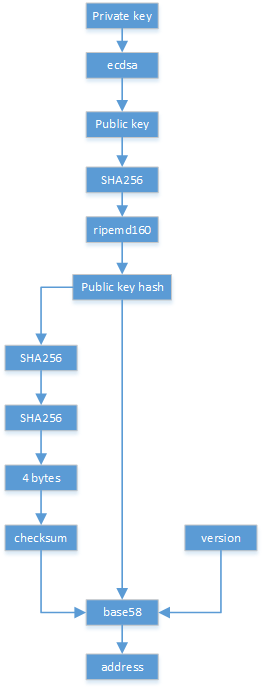 Private key
ecdsa
Public key
SHA256
ripemd160
Public key hash
SHA256
SHA256
4 bytes
checksum
version
base58
address